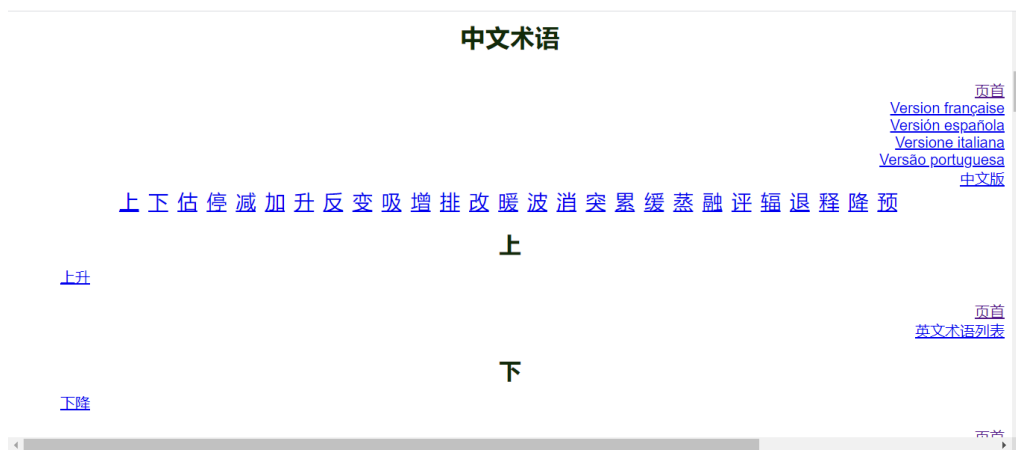 中文术语
页首
Version française
Versión española
Versione italiana
Versão portuguesa
中文版
上 下 估 停 减 加 升 反 变 吸 增 排 改 暖 波 消 突 累 缓 蒸 融 评 辐 退 释 降 预
上
上升
页首
英文术语列表
下
下降
页首